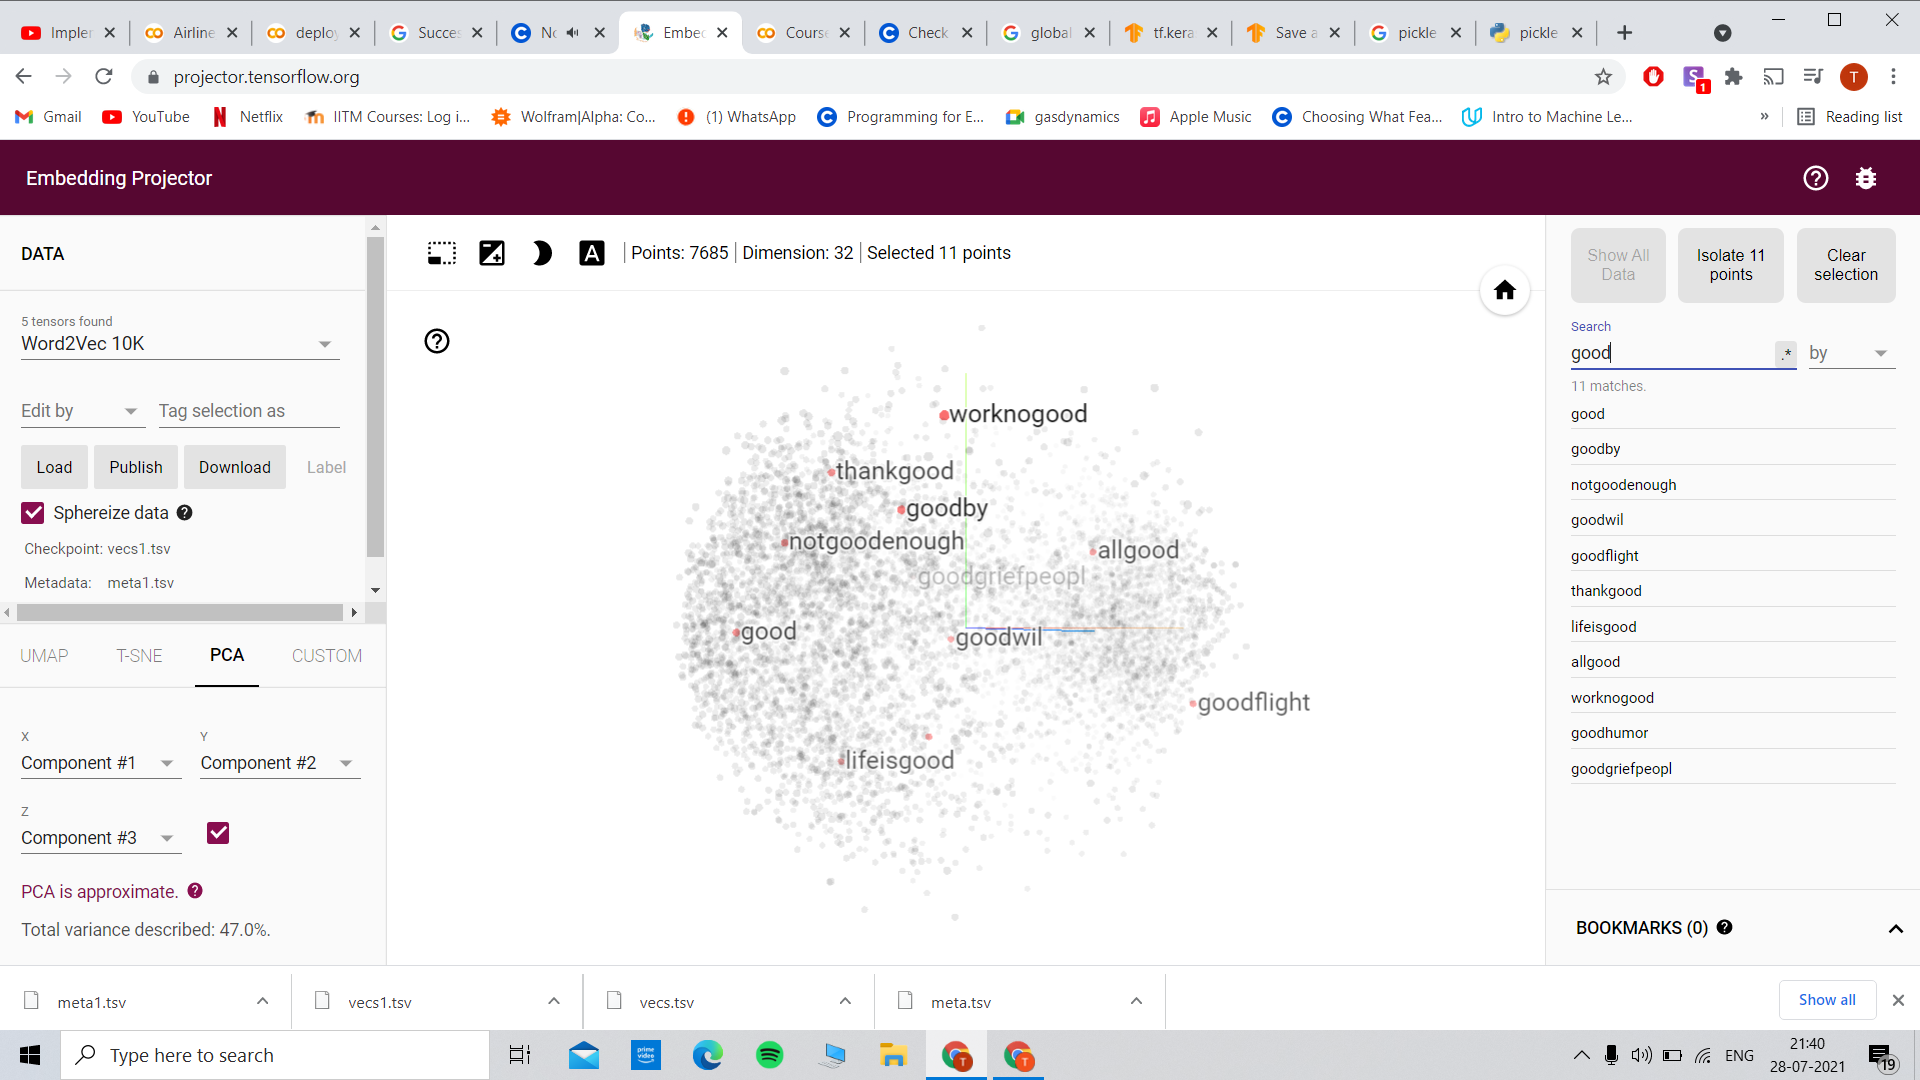 Impler
Airline
deploy
Succes
No
Embed
Course
Check
global
tf.kera
Save a
pickle
pickle
projector.tensorflow.org
S
1
T
Gmail
YouTube
Netflix
IITM Courses: Log i...
Wolfram|Alpha: Co...
(1) WhatsApp
Programming for E...
gasdynamics
Apple Music
Choosing What Fea...
Intro to Machine Le...
»
Reading list
Embedding Projector
DATA
5 tensors found
Word2Vec 10K
Edit by
Tag selection as
Load
Publish
Download
Label
Sphereize data
Checkpoint: vecs1.tsv
Metadata: meta1.tsv
UMAP
T-SNE
PCA
CUSTOM
X
Component #1
Y
Component #2
Z
Component #3
PCA is approximate.
Total variance described: 47.0%.
A
Points: 7685
Dimension: 32
Selected 11 points
worknogood
thankgood
goodby
notgoodenough
allgood
goodgriefpeopl
good
goodwil
goodflight
lifeisgood
Show All
Data
Isolate 11
points
Clear
selection
Search
good
.*
by
11 matches.
good
goodby
notgoodenough
goodwil
goodflight
thankgood
lifeisgood
allgood
worknogood
goodhumor
goodgriefpeopl
BOOKMARKS (0)
meta1.tsv
vecs1.tsv
vecs.tsv
meta.tsv
Show all
Type here to search
prime
video
T
T
ENG
21:40
28-07-2021
19